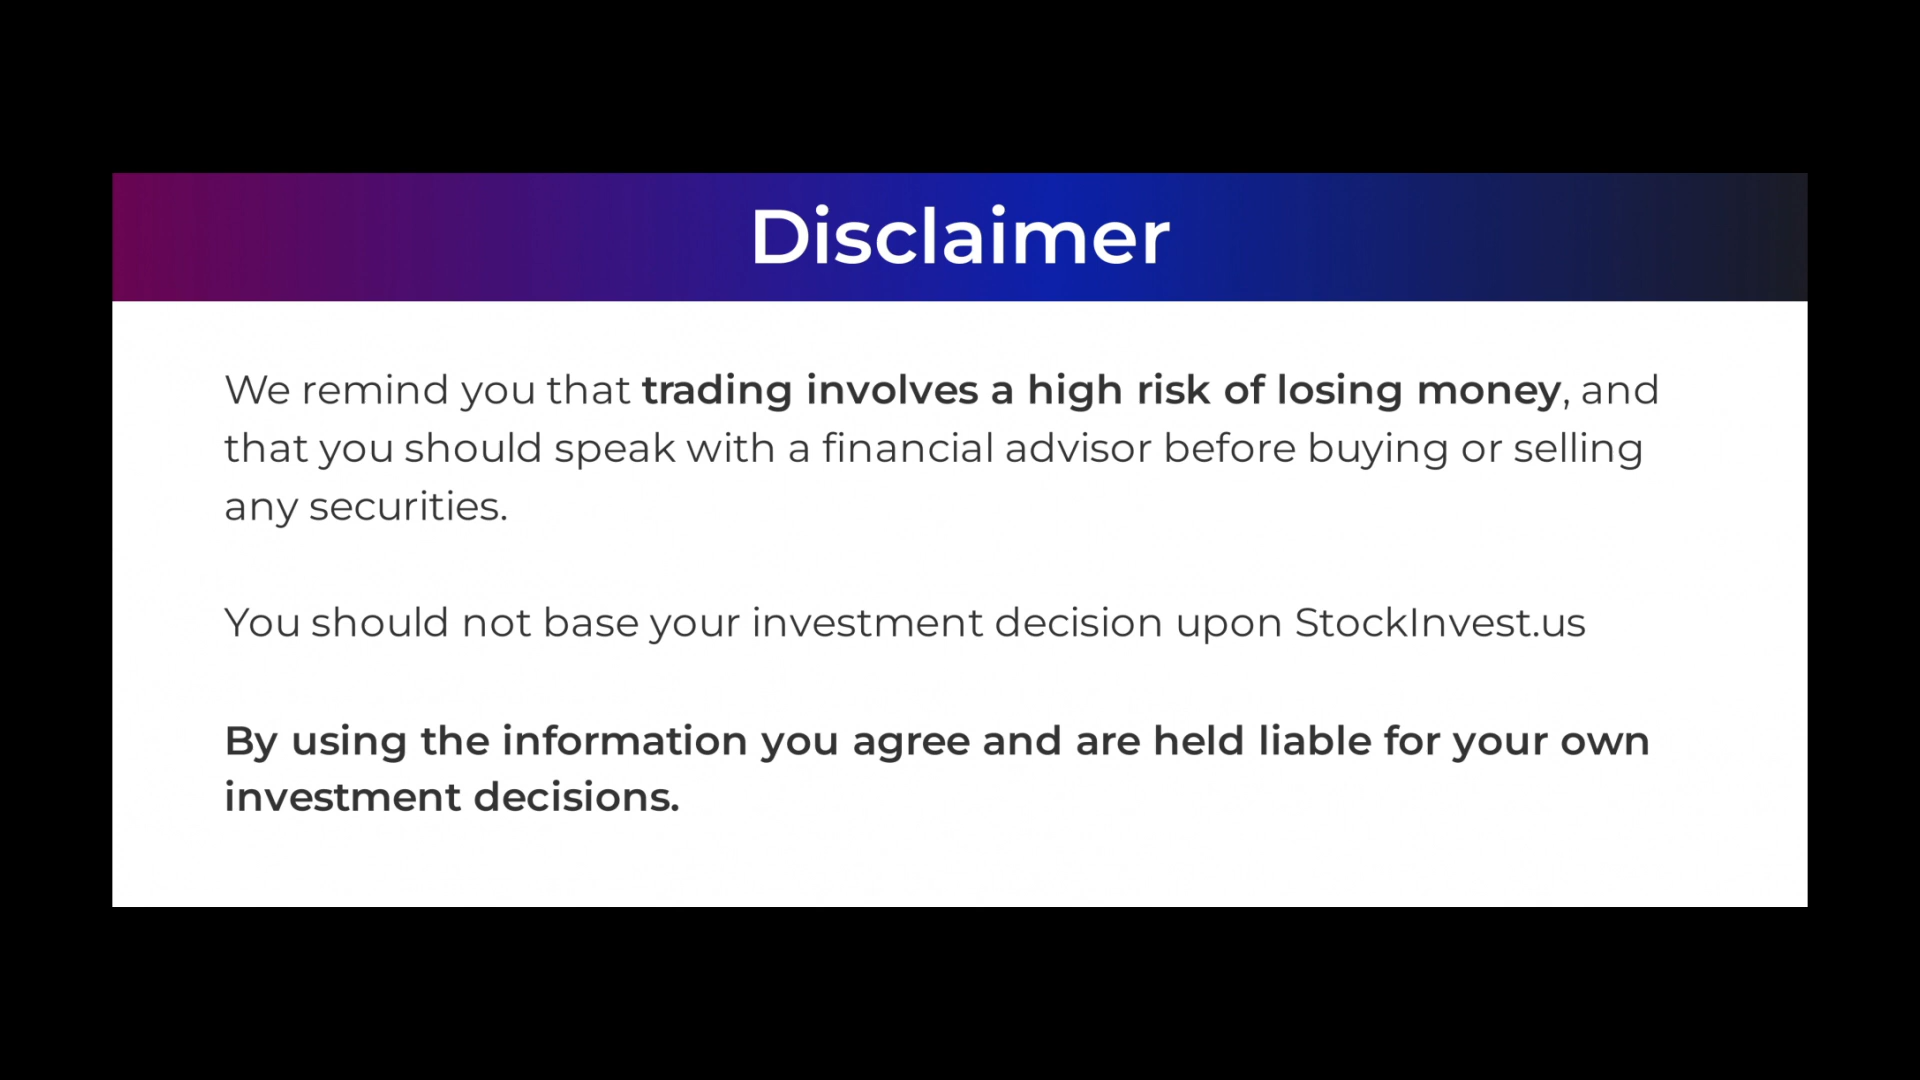 Disclaimer
We remind you that trading involves a high risk of losing money, and
that you should speak with a financial advisor before buying or selling
any securities.
You should not base your investment decision upon StockInvest.us
By using the information you agree and are held liable for your own
investment decisions.